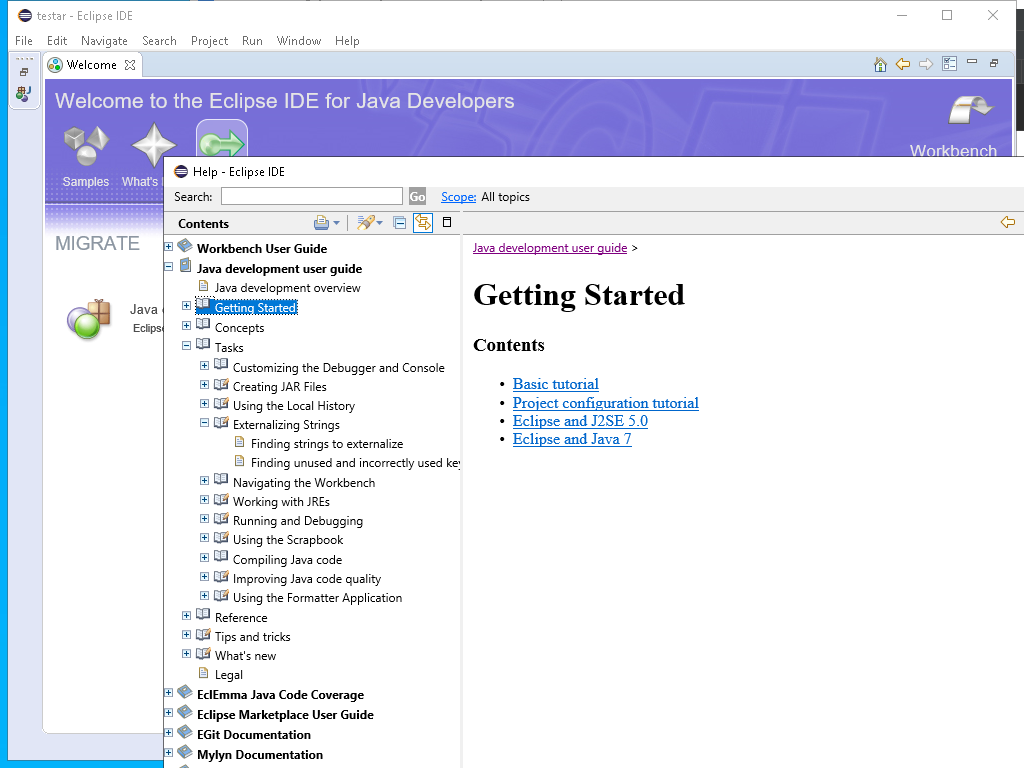 testar - Eclipse IDE
File Edit Navigate Search Project Run Window Help
Welcome
Welcome to the Eclipse IDE for Java Developers
Workbench
Samples What's
MIGRATE
Java
Eclipse
Help - Eclipse IDE
Search: Go Scope: All topics
Contents
Workbench User Guide
Java development user guide
Java development overview
Getting Started
Concepts
Tasks
Customizing the Debugger and Console
Creating JAR Files
Using the Local History
Externalizing Strings
Finding strings to externalize
Finding unused and incorrectly used key
Navigating the Workbench
Working with JREs
Running and Debugging
Using the Scrapbook
Compiling Java code
Improving Java code quality
Using the Formatter Application
Reference
Tips and tricks
What's new
Legal
EclEmma Java Code Coverage
Eclipse Marketplace User Guide
EGit Documentation
Mylyn Documentation
Java development user guide >
Getting Started
Contents
• Basic tutorial
• Project configuration tutorial
• Eclipse and J2SE 5.0
• Eclipse and Java 7